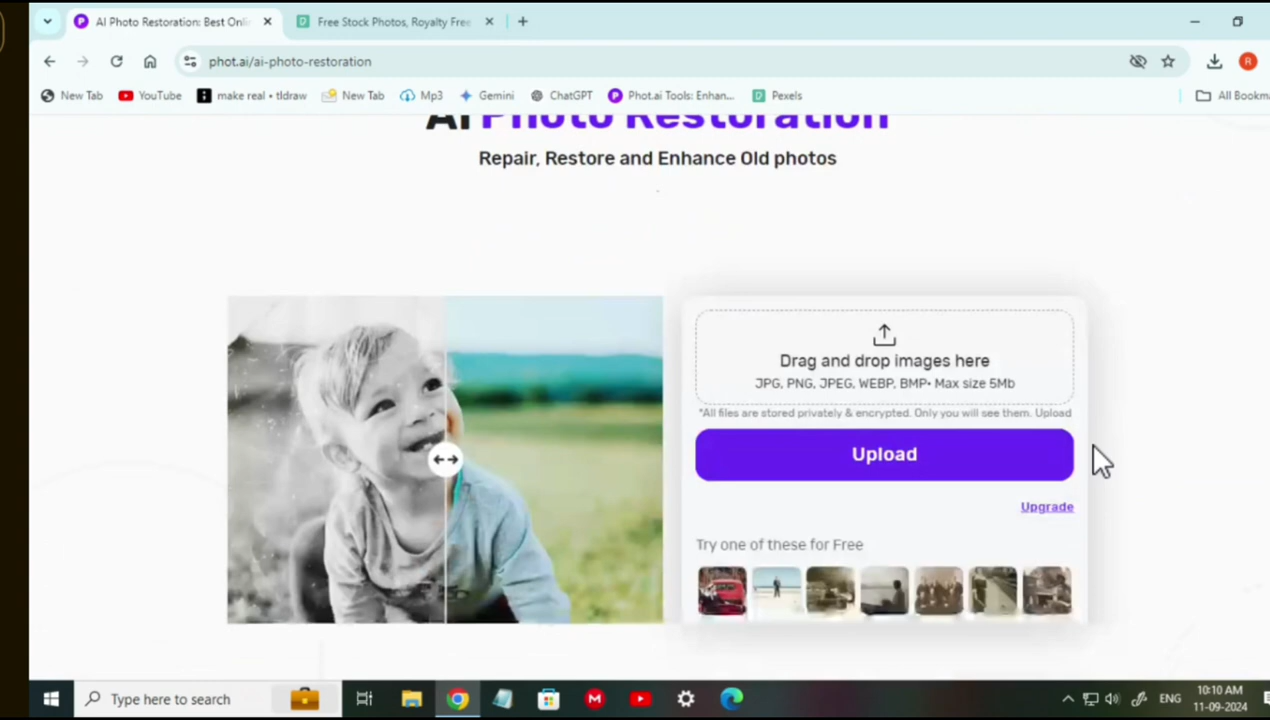 AI Photo Restoration: Best Onli
Free Stock Photos, Royalty Free
phot.ai/ai-photo-restoration
R
New Tab
YouTube
make real • tldraw
New Tab
Mp3
Gemini
ChatGPT
Phot.ai Tools: Enhan...
Pexels
All Bookma
AI Photo Restoration
Repair, Restore and Enhance Old photos
Drag and drop images here
JPG, PNG, JPEG, WEBP, BMP• Max size 5Mb
*All files are stored privately & encrypted. Only you will see them. Upload
Upload
Upgrade
Try one of these for Free
Type here to search
ENG
10:10 AM
11-09-2024